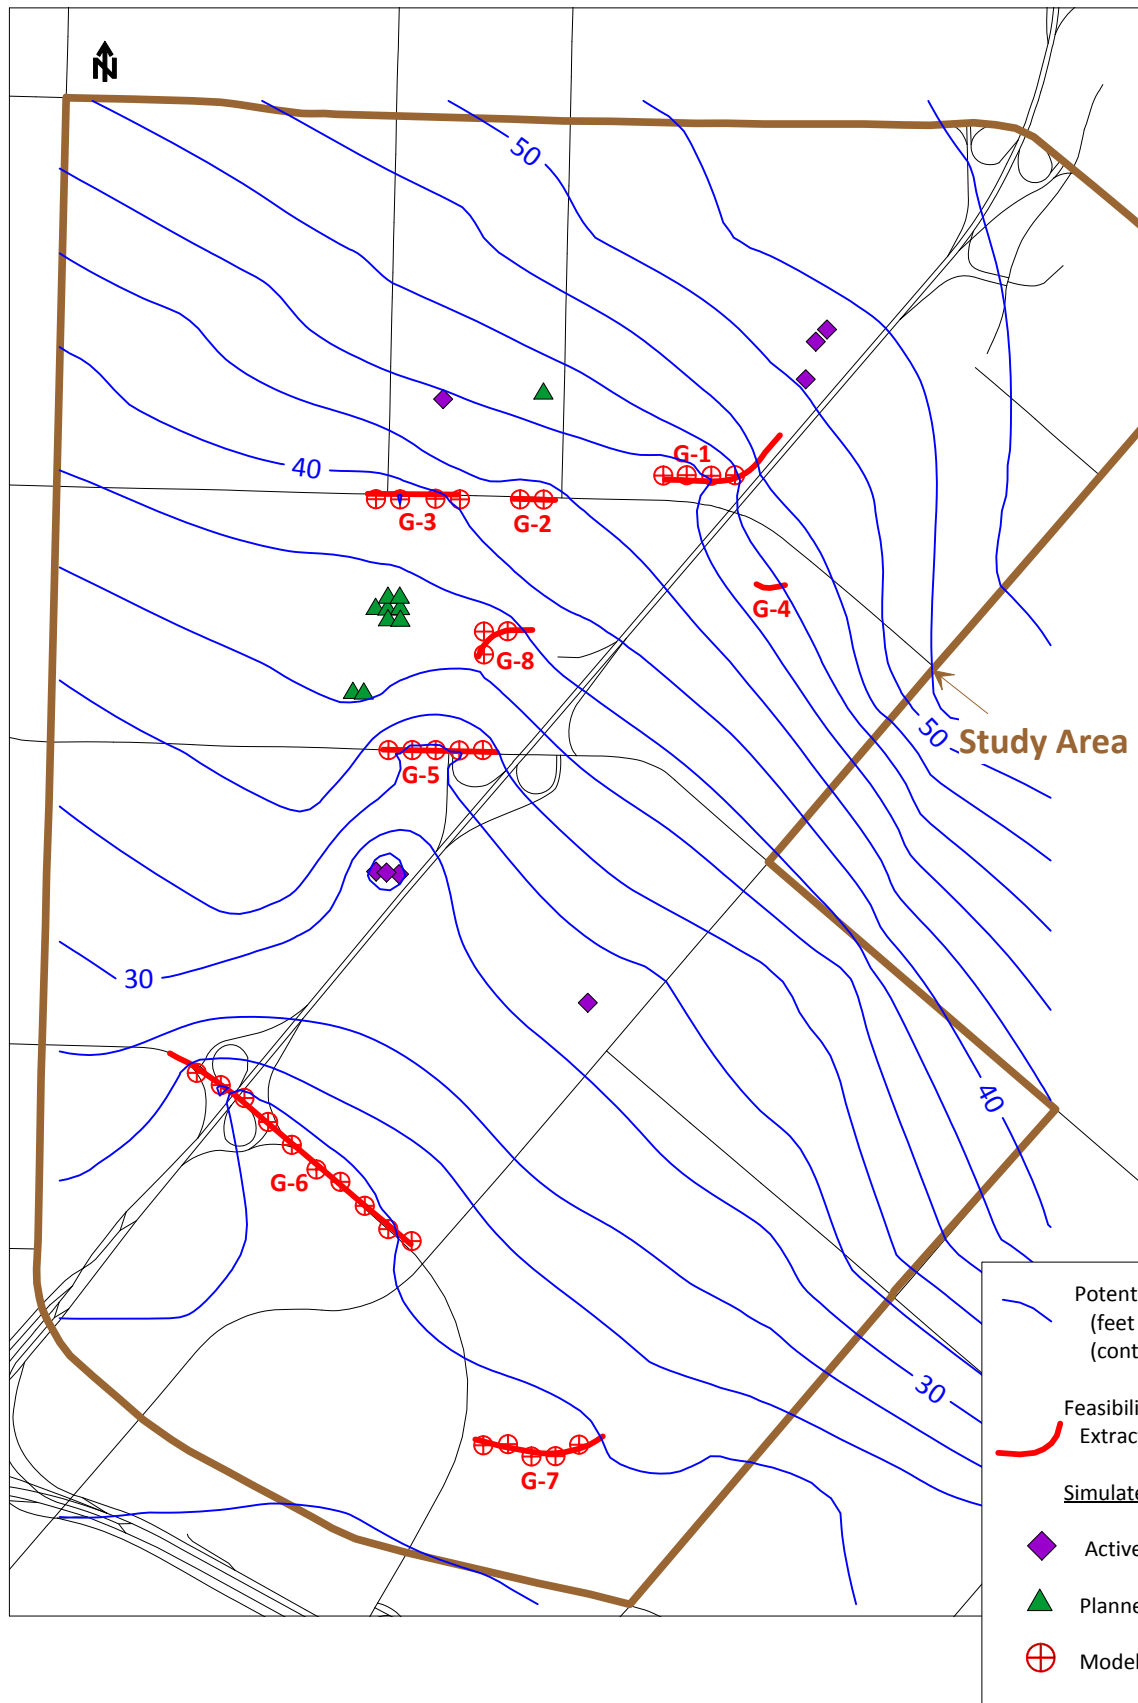 N
50
40
G-1
G-3
G-2
G-4
G-8
50
Study Area
G-5
30
40
G-6
30
G-7
Potent
(feet
(cont
Feasibili
Extrac
Simulate
Active
Planne
Model